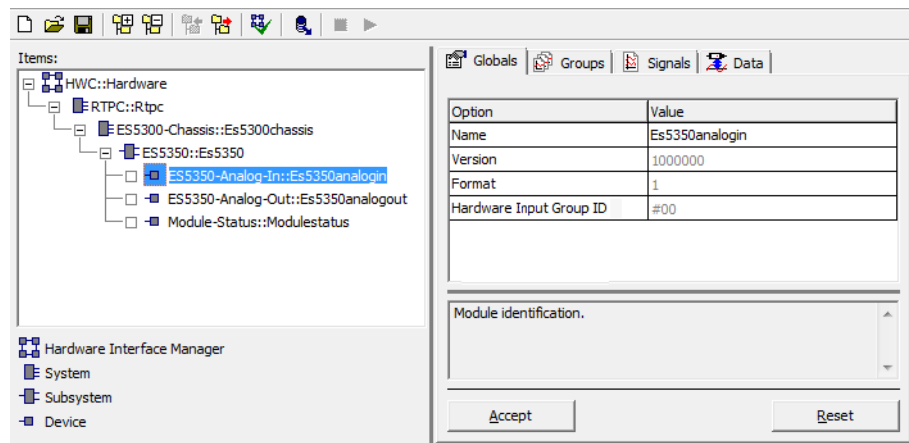 Items:
HWC::Hardware
RTPC::Rtpc
ES5300-Chassis::Es5300chassis
ES5350::Es5350
ES5350-Analog-In::Es5350analogin
ES5350-Analog-Out::Es5350analogout
Module-Status::Modulestatus
Hardware Interface Manager
System
Subsystem
Device
Globals Groups Signals Data
Option Value
Name Es5350analogin
Version 1000000
Format 1
Hardware Input Group ID #00
Module identification.
Accept Reset